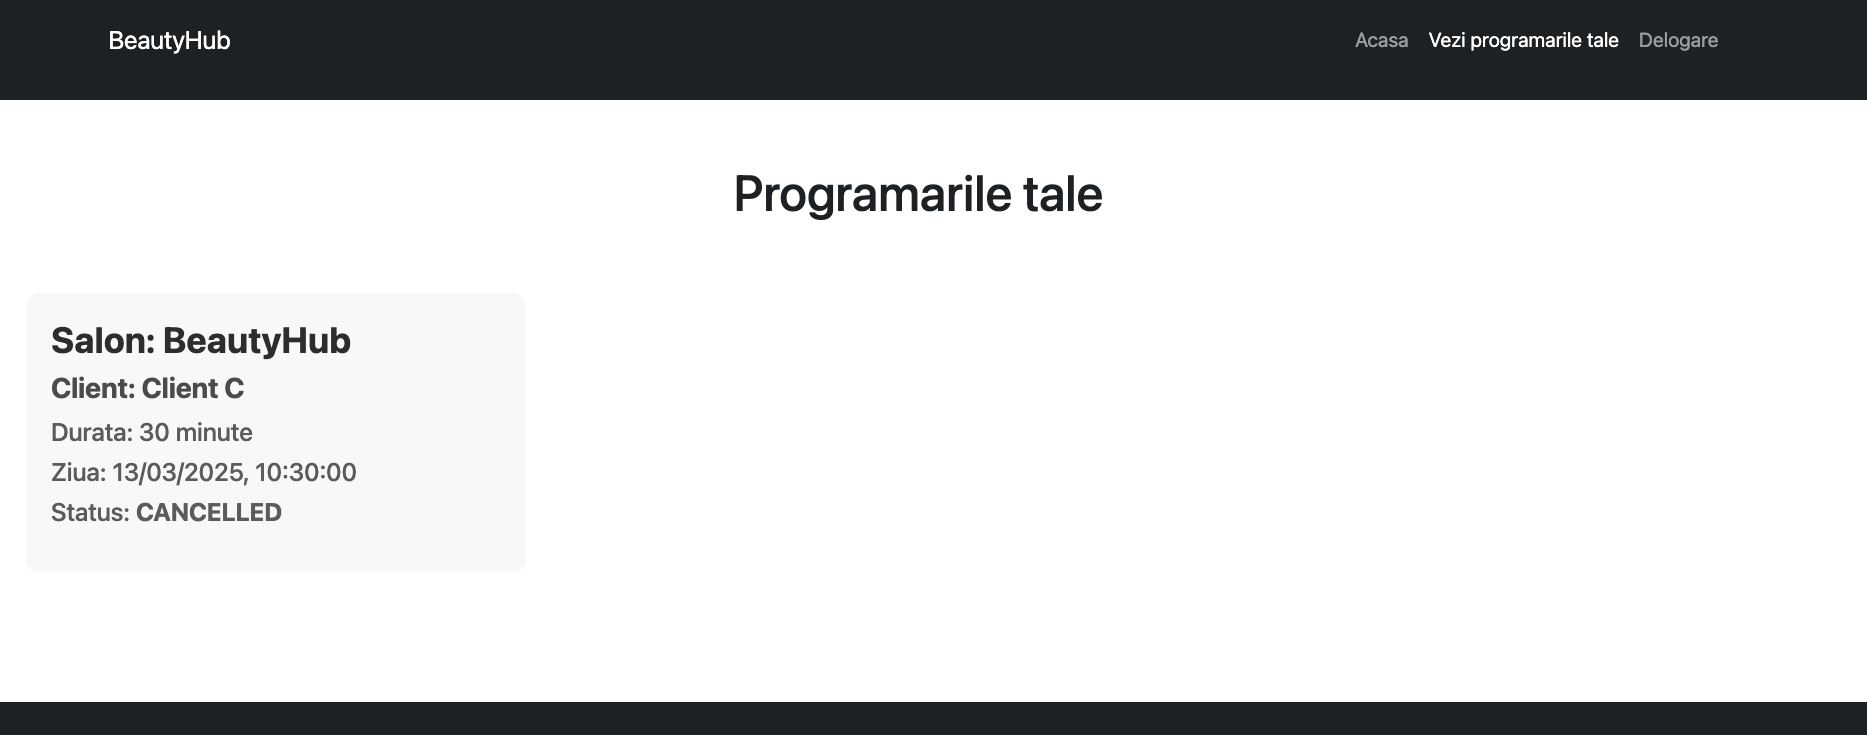 BeautyHub
Acasa Vezi programarile tale Delogare
Programarile tale
Salon: BeautyHub
Client: Client C
Durata: 30 minute
Ziua: 13/03/2025, 10:30:00
Status: CANCELLED